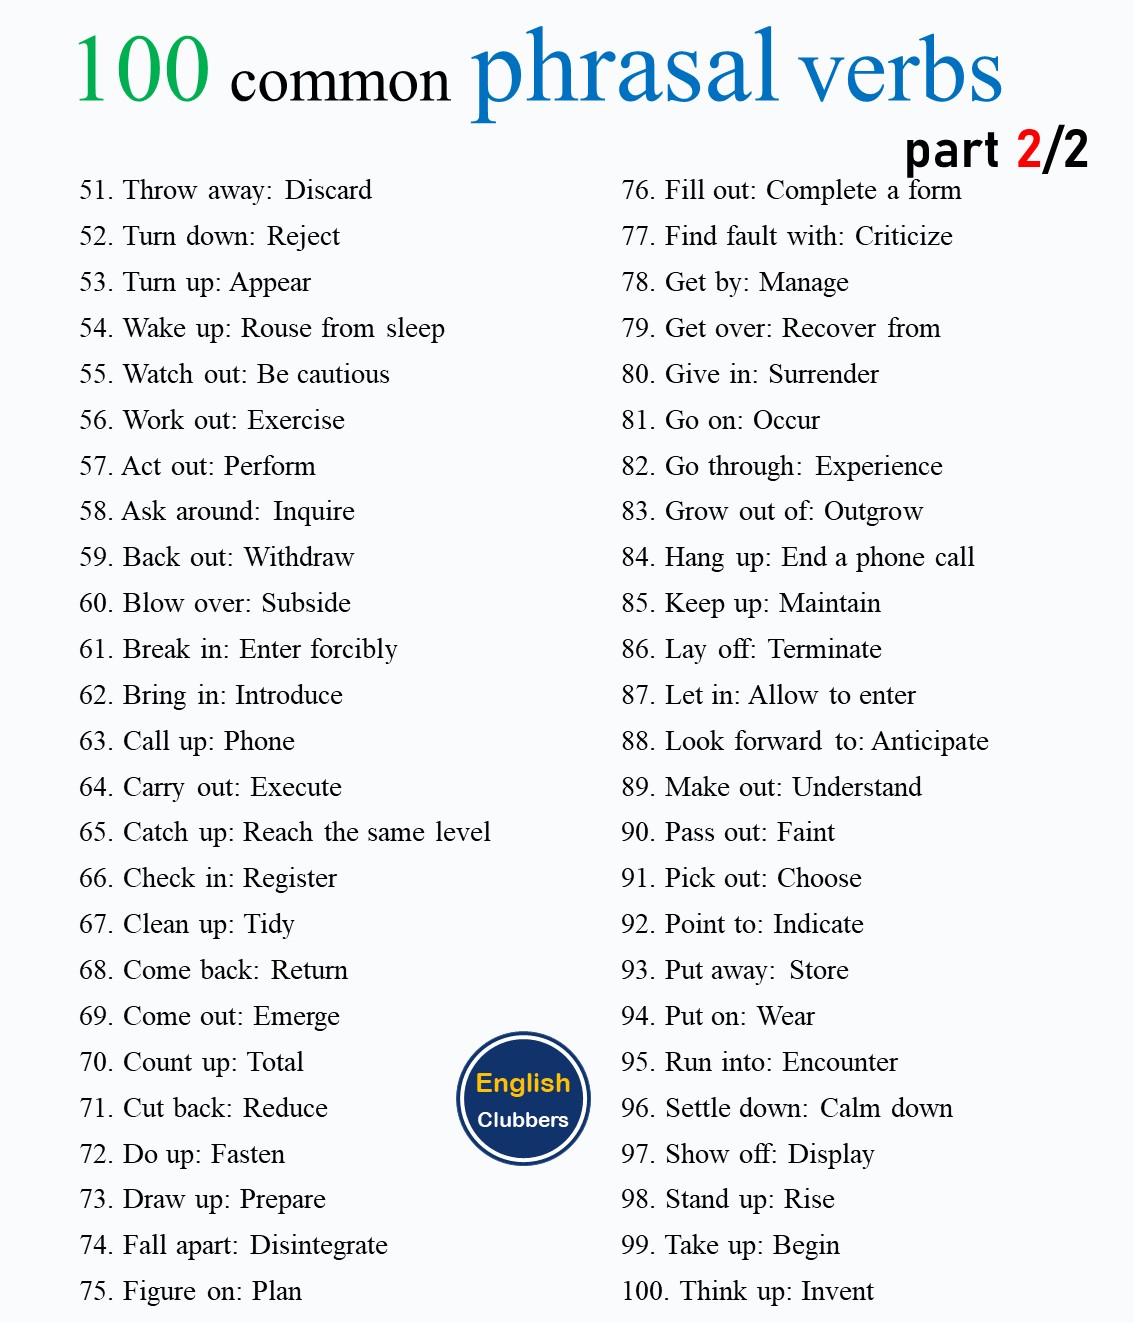 100 common phrasal verbs
part 2/2
51. Throw away: Discard
52. Turn down: Reject
53. Turn up: Appear
54. Wake up: Rouse from sleep
55. Watch out: Be cautious
56. Work out: Exercise
57. Act out: Perform
58. Ask around: Inquire
59. Back out: Withdraw
60. Blow over: Subside
61. Break in: Enter forcibly
62. Bring in: Introduce
63. Call up: Phone
64. Carry out: Execute
65. Catch up: Reach the same level
66. Check in: Register
67. Clean up: Tidy
68. Come back: Return
69. Come out: Emerge
70. Count up: Total
71. Cut back: Reduce
72. Do up: Fasten
73. Draw up: Prepare
74. Fall apart: Disintegrate
75. Figure on: Plan
76. Fill out: Complete a form
77. Find fault with: Criticize
78. Get by: Manage
79. Get over: Recover from
80. Give in: Surrender
81. Go on: Occur
82. Go through: Experience
83. Grow out of: Outgrow
84. Hang up: End a phone call
85. Keep up: Maintain
86. Lay off: Terminate
87. Let in: Allow to enter
88. Look forward to: Anticipate
89. Make out: Understand
90. Pass out: Faint
91. Pick out: Choose
92. Point to: Indicate
93. Put away: Store
94. Put on: Wear
95. Run into: Encounter
96. Settle down: Calm down
97. Show off: Display
98. Stand up: Rise
99. Take up: Begin
100. Think up: Invent
English
Clubbers